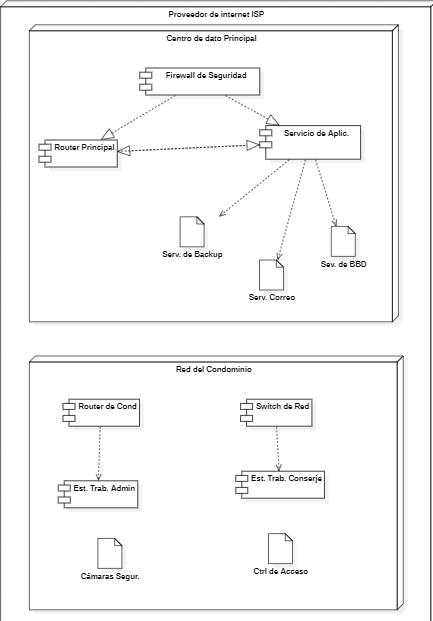 Proveedor de internet ISP
Centro de dato Principal
Firewall de Seguridad
Router Principal
Servicio de Aplic.
Serv. de Backup
Sev. de BBD
Serv. Correo
Red del Condominio
Router de Cond
Switch de Red
Est. Trab. Admin
Est. Trab. Conserje
Cámaras Segur.
Ctrl de Acceso